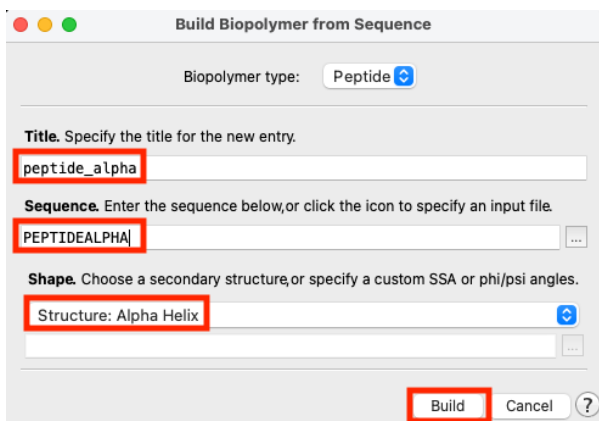 Build Biopolymer from Sequence
Biopolymer type: Peptide
Title. Specify the title for the new entry.
peptide_alpha
Sequence. Enter the sequence below,or click the icon to specify an input file.
PEPTIDEALPHA
...
Shape. Choose a secondary structure,or specify a custom SSA or phi/psi angles.
Structure: Alpha Helix
...
Build Cancel ?